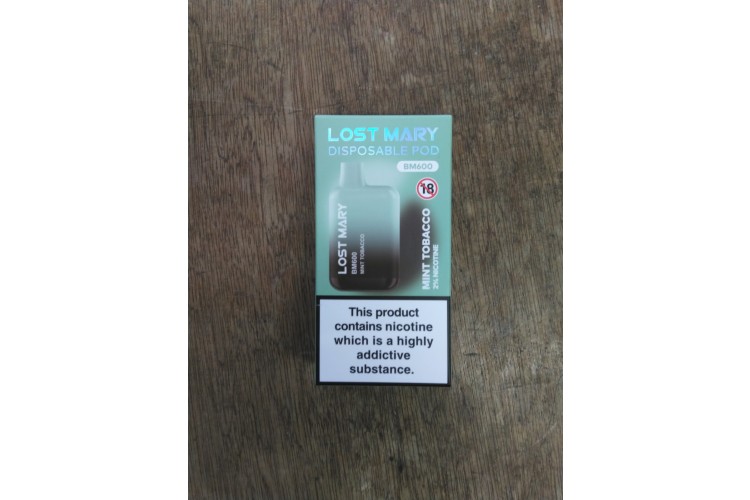 LOST MARY
DISPOSABLE POD
BM600
18
LOST MARY
BM600
MINT TOBACCO
MINT TOBACCO
2% NICOTINE
This product
contains nicotine
which is a highly
addictive
substance.